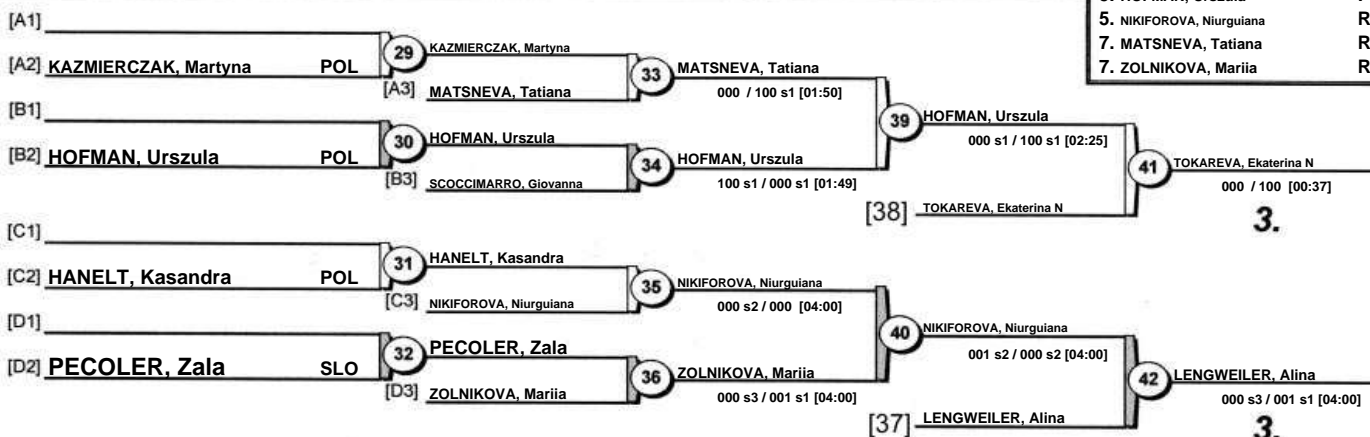 [A1]
[A2] KAZMIERCZAK, Martyna POL
29
KAZMIERCZAK, Martyna
[A3] MATSNEVA, Tatiana
33
MATSNEVA, Tatiana
000 / 100 s1 [01:50]
[B1]
[B2] HOFMAN, Urszula POL
30
HOFMAN, Urszula
[B3] SCOCCIMARRO, Giovanna
34
HOFMAN, Urszula
100 s1 / 000 s1 [01:49]
39
HOFMAN, Urszula
000 s1 / 100 s1 [02:25]
[38] TOKAREVA, Ekaterina N
41
TOKAREVA, Ekaterina N
000 / 100 [00:37]
3.
[C1]
[C2] HANELT, Kasandra POL
31
HANELT, Kasandra
[C3] NIKIFOROVA, Niurguiana
35
NIKIFOROVA, Niurguiana
000 s2 / 000 [04:00]
[D1]
[D2] PECOLER, Zala SLO
32
PECOLER, Zala
[D3] ZOLNIKOVA, Mariia
36
ZOLNIKOVA, Mariia
000 s3 / 001 s1 [04:00]
40
NIKIFOROVA, Niurguiana
001 s2 / 000 s2 [04:00]
[37] LENGWEILER, Alina
42
LENGWEILER, Alina
000 s3 / 001 s1 [04:00]
3.
5. NIKIFOROVA, Niurguiana R
7. MATSNEVA, Tatiana R
7. ZOLNIKOVA, Mariia R